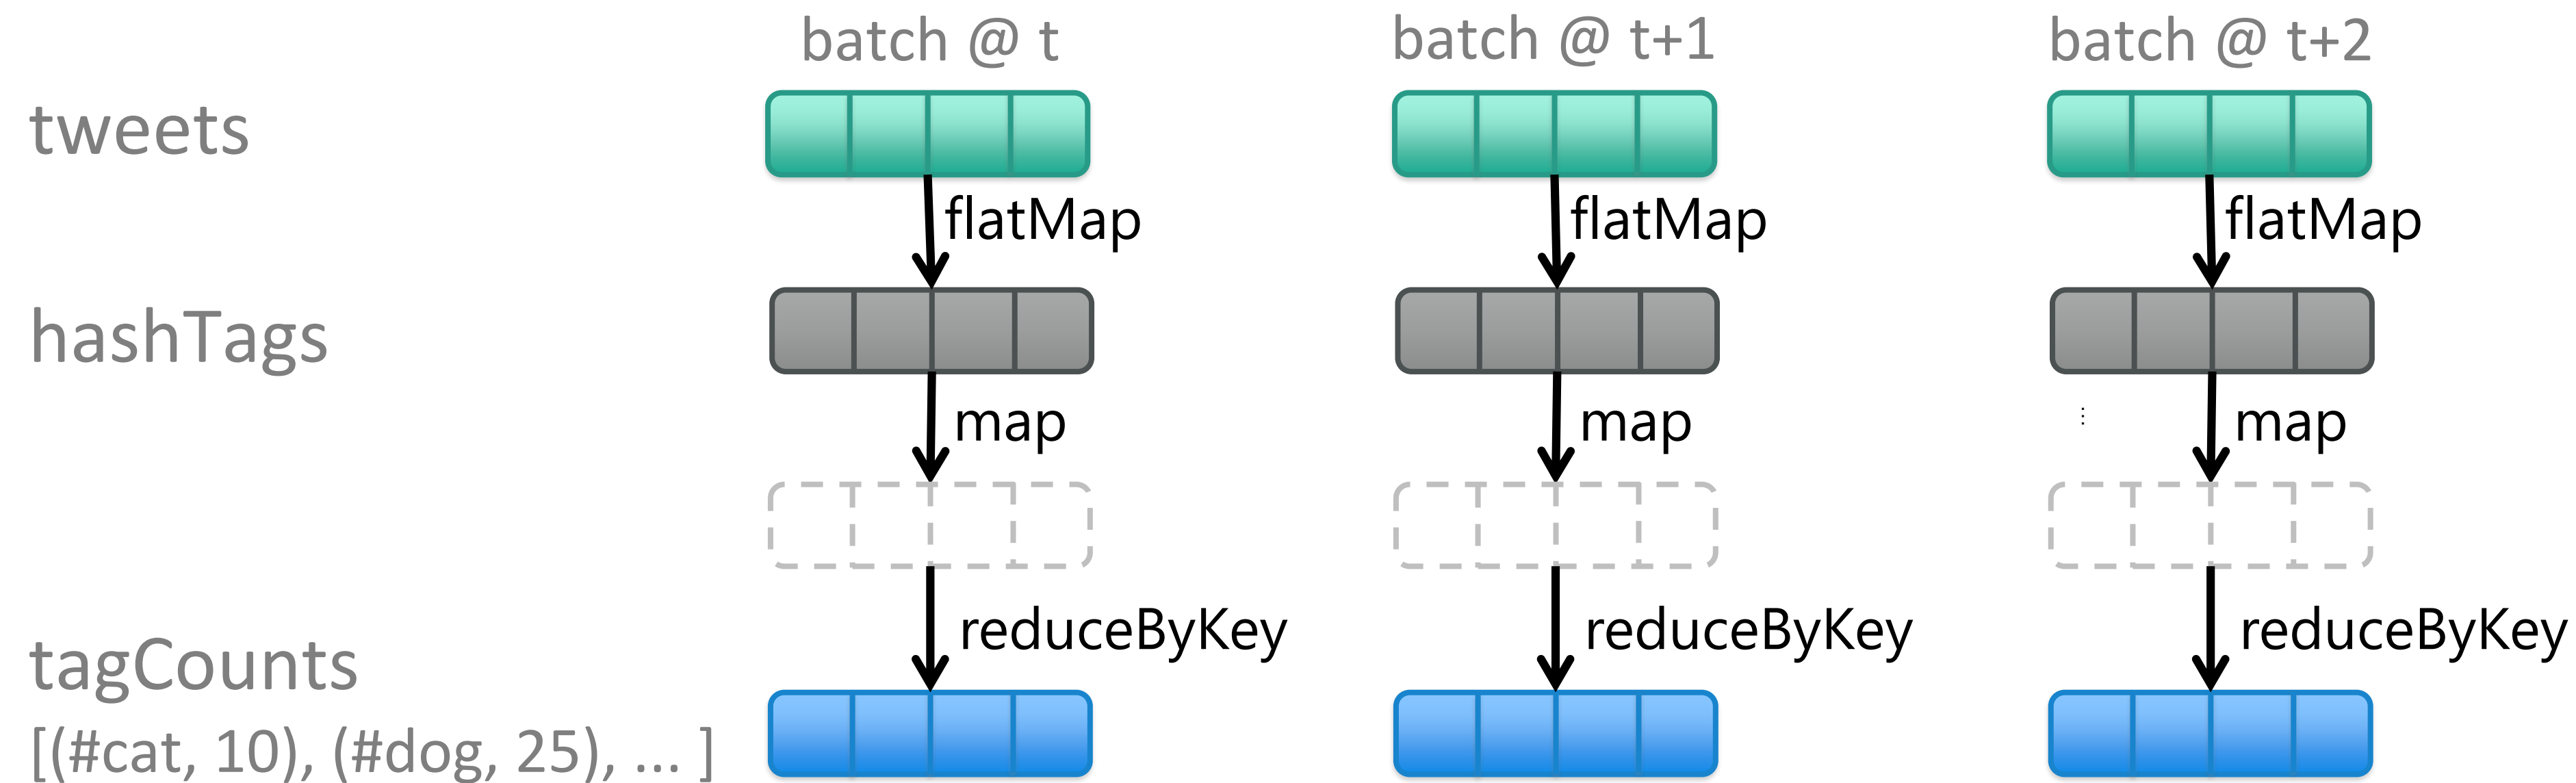 batch @ t
batch @ t+1
batch @ t+2
tweets
flatMap
flatMap
flatMap
hashTags
map
map
⋮
map
reduceByKey
reduceByKey
reduceByKey
tagCounts
[(#cat, 10), (#dog, 25), ... ]